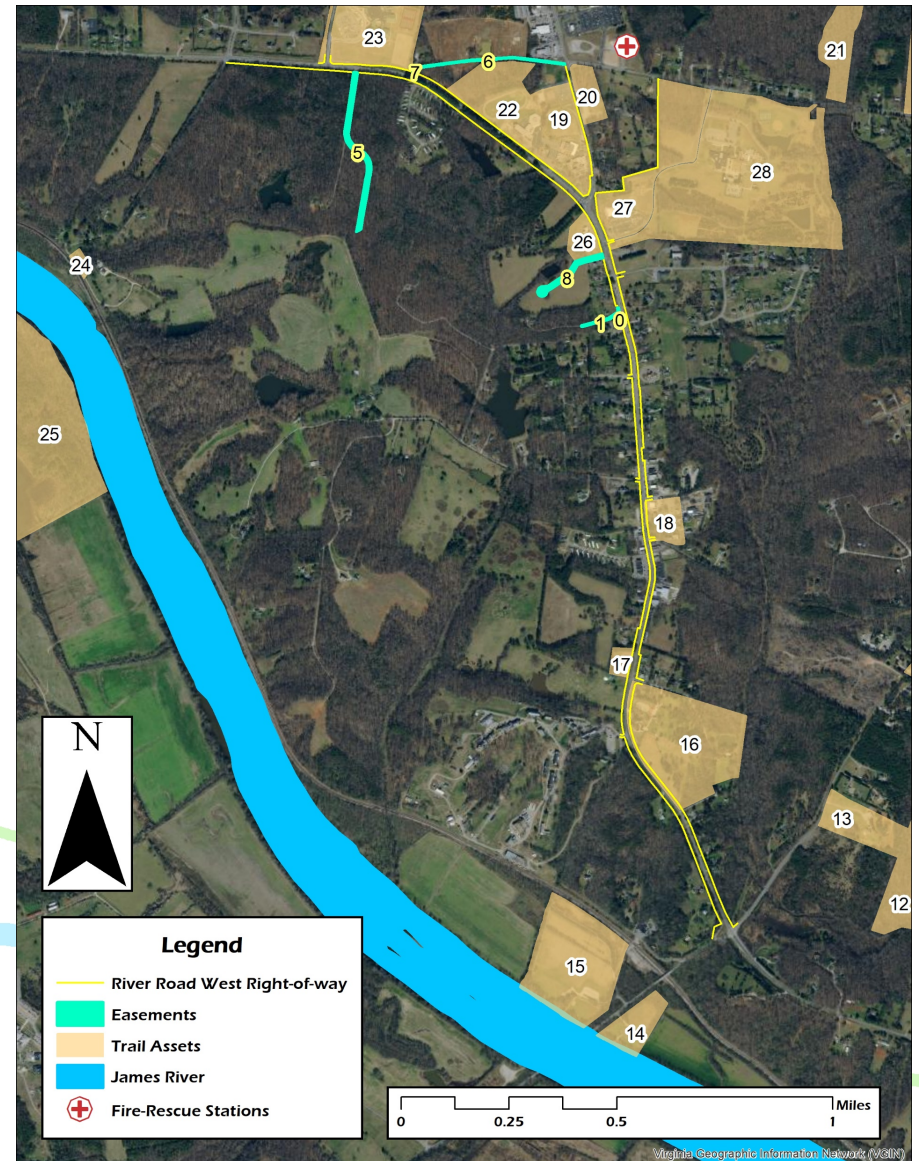 23
21
6
7
20
22
19
5
28
27
26
24
8
1 0
25
18
17
16
13
12
15
14
N
Legend
River Road West Right-of-way
Easements
Trail Assets
James River
Fire-Rescue Stations
Miles
0 0.25 0.5 1
Virginia Geographic Information Network (VGIN)